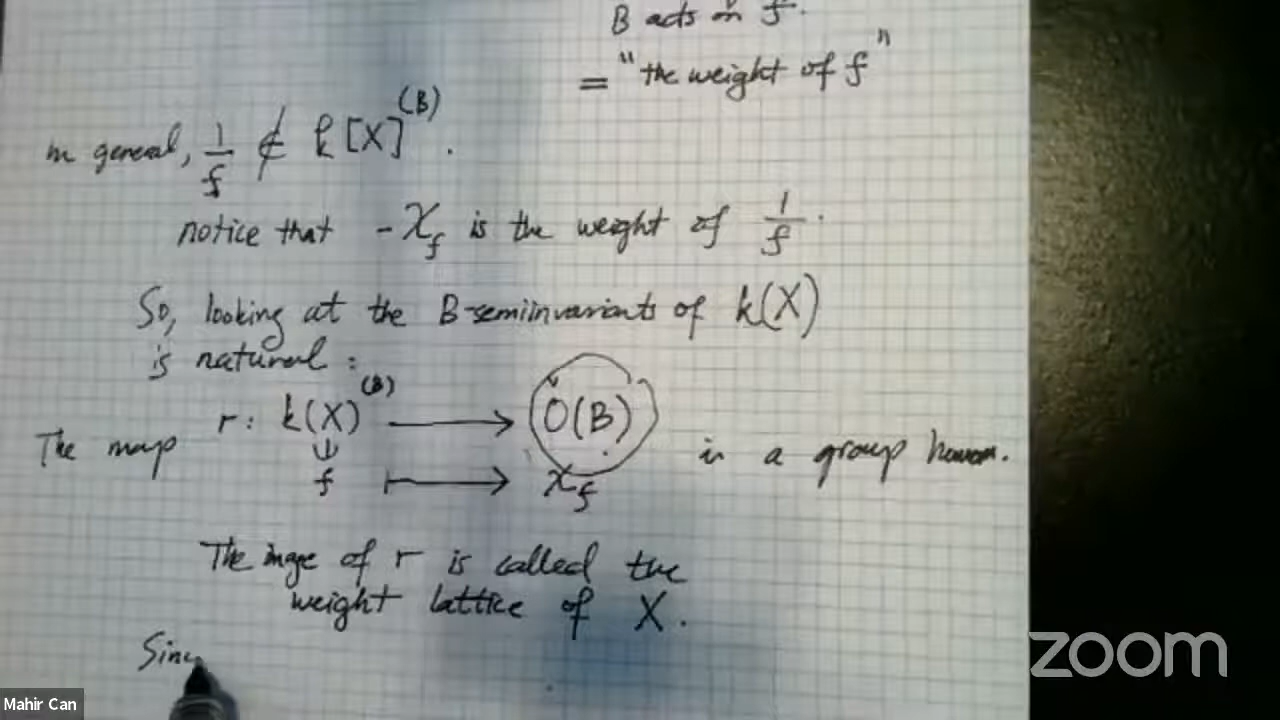 B acts on f.
= "the weight of f"
in general, 1/f ∉ k[X]^(B).
notice that -χ_f is the weight of 1/f.
So, looking at the B-semiinvariants of k(X)
is natural:
The map r: k(X)^(B) ⟶ (B) is a group homom.
f ⟼ χ_f
The image of r is called the
weight lattice of X.
Sinc
Mahir Can
zoom